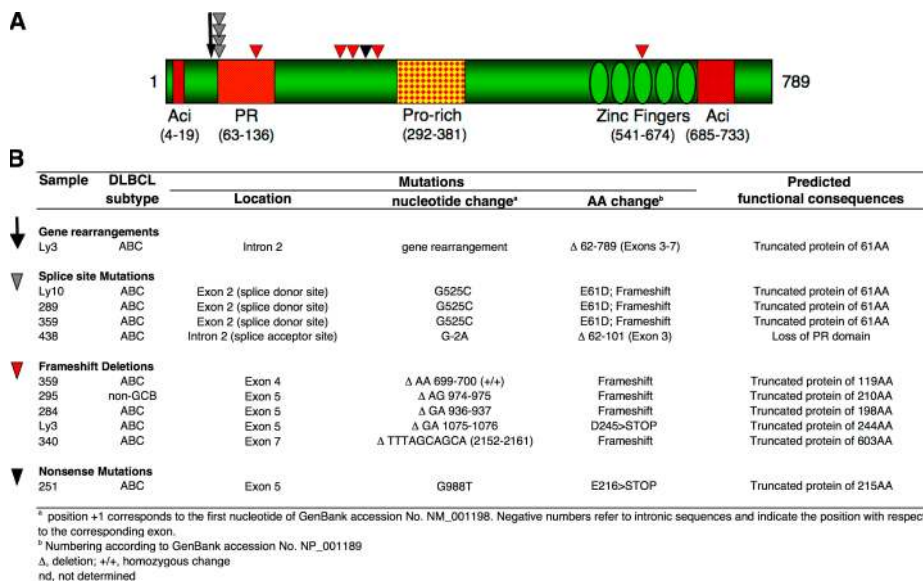 A
1
789
Aci PR Pro-rich Zinc Fingers Aci
(4-19) (63-136) (292-381) (541-674) (685-733)
B
Sample DLBCL subtype Mutations Predicted functional consequences
Location nucleotide changeª AA changeᵇ
Gene rearrangements
Ly3 ABC Intron 2 gene rearrangement Δ 62-789 (Exons 3-7) Truncated protein of 61AA
Splice site Mutations
Ly10 ABC Exon 2 (splice donor site) G525C E61D; Frameshift Truncated protein of 61AA
289 ABC Exon 2 (splice donor site) G525C E61D; Frameshift Truncated protein of 61AA
359 ABC Exon 2 (splice donor site) G525C E61D; Frameshift Truncated protein of 61AA
438 ABC Intron 2 (splice acceptor site) G-2A Δ 62-101 (Exon 3) Loss of PR domain
Frameshift Deletions
359 ABC Exon 4 Δ AA 699-700 (+/+) Frameshift Truncated protein of 119AA
295 non-GCB Exon 5 Δ AG 974-975 Frameshift Truncated protein of 210AA
284 ABC Exon 5 Δ GA 936-937 Frameshift Truncated protein of 198AA
Ly3 ABC Exon 5 Δ GA 1075-1076 D245>STOP Truncated protein of 244AA
340 ABC Exon 7 Δ TTTAGCAGCA (2152-2161) Frameshift Truncated protein of 603AA
Nonsense Mutations
251 ABC Exon 5 G988T E216>STOP Truncated protein of 215AA
ª position +1 corresponds to the first nucleotide of GenBank accession No. NM_001198. Negative numbers refer to intronic sequences and indicate the position with respec
to the corresponding exon.
ᵇ Numbering according to GenBank accession No. NP_001189
Δ, deletion; +/+, homozygous change
nd, not determined